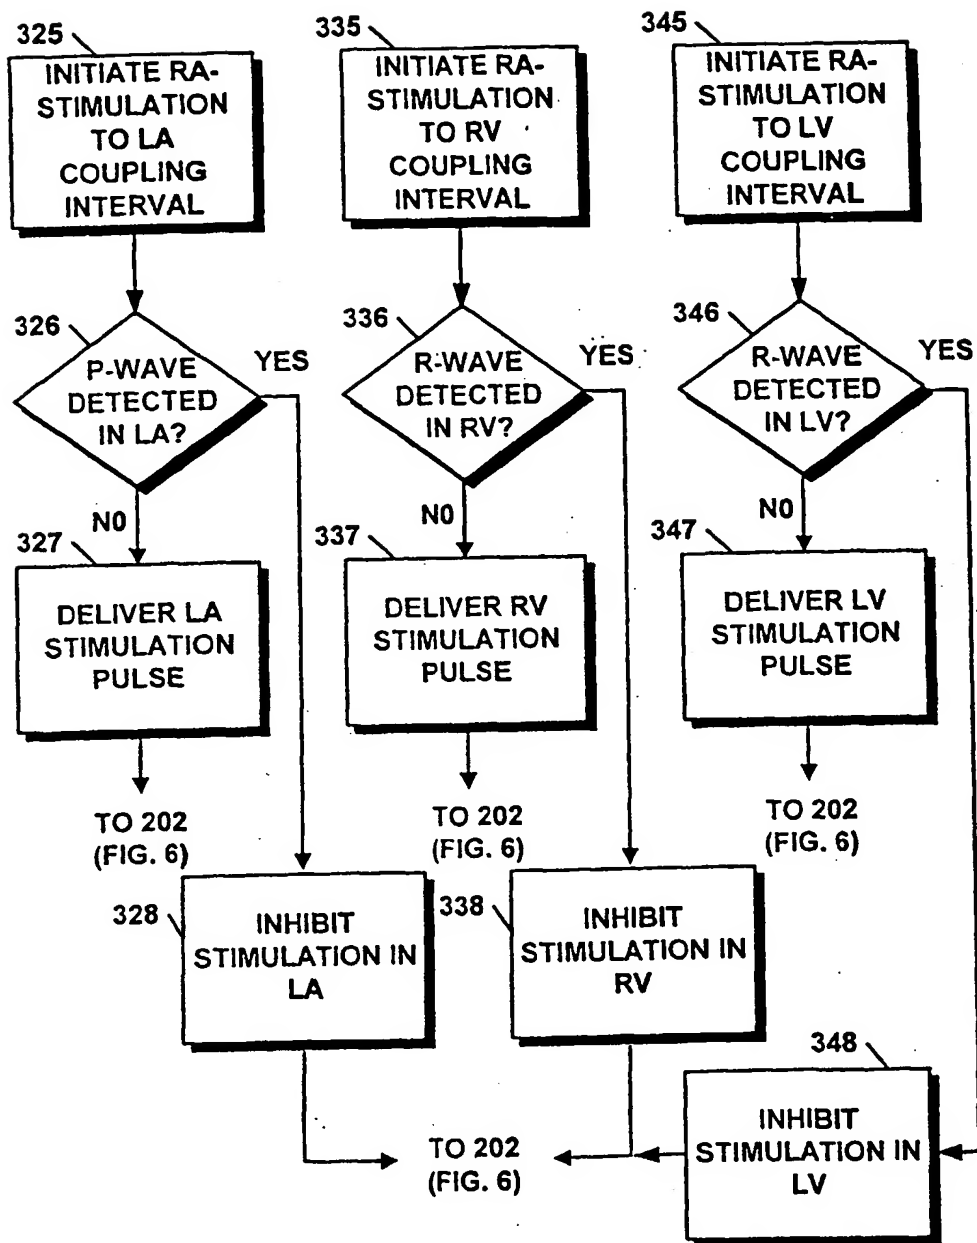 325
INITIATE RA-
STIMULATION
TO LA
COUPLING
INTERVAL
335
INITIATE RA-
STIMULATION
TO RV
COUPLING
INTERVAL
345
INITIATE RA-
STIMULATION
TO LV
COUPLING
INTERVAL
326
P-WAVE
DETECTED
IN LA?
YES
NO
336
R-WAVE
DETECTED
IN RV?
YES
NO
346
R-WAVE
DETECTED
IN LV?
YES
NO
327
DELIVER LA
STIMULATION
PULSE
337
DELIVER RV
STIMULATION
PULSE
347
DELIVER LV
STIMULATION
PULSE
TO 202
(FIG. 6)
TO 202
(FIG. 6)
TO 202
(FIG. 6)
328
INHIBIT
STIMULATION IN
LA
338
INHIBIT
STIMULATION IN
RV
348
INHIBIT
STIMULATION IN
LV
TO 202
(FIG. 6)